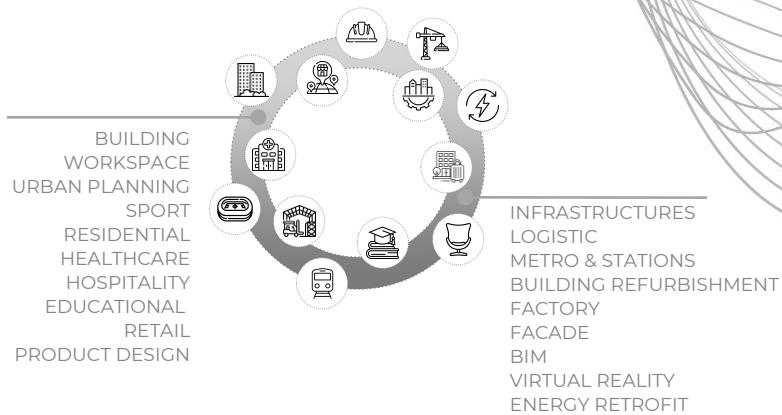 BUILDING
WORKSPACE
URBAN PLANNING
SPORT
RESIDENTIAL
HEALTHCARE
HOSPITALITY
EDUCATIONAL
RETAIL
PRODUCT DESIGN
INFRASTRUCTURES
LOGISTIC
METRO & STATIONS
BUILDING REFURBISHMENT
FACTORY
FACADE
BIM
VIRTUAL REALITY
ENERGY RETROFIT